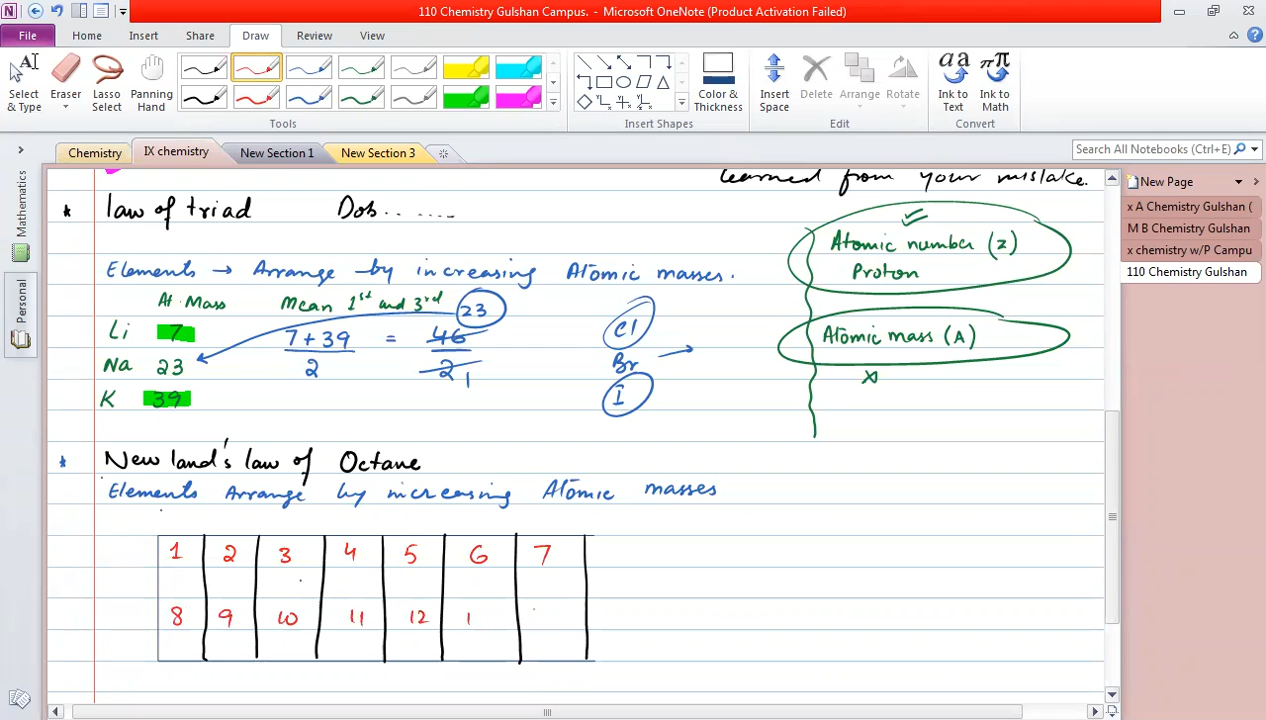 110 Chemistry Gulshan Campus. - Microsoft OneNote (Product Activation Failed)
File Home Insert Share Draw Review View
Select & Type
Eraser
Lasso Select
Panning Hand
Color & Thickness
Insert Space
Delete
Arrange
Rotate
Ink to Text
Ink to Math
Tools
Insert Shapes
Edit
Convert
Chemistry IX chemistry New Section 1 New Section 3
Search All Notebooks (Ctrl+E)
Mathematics
Personal
New Page
x A Chemistry Gulshan (
M B Chemistry Gulshan
x chemistry w/P Campu
110 Chemistry Gulshan
learned from your mistake.
* law of triad Dob.. ....
Elements → Arrange by increasing Atomic masses.
At. Mass Mean 1st and 3rd 23
Li 7
Na 23
K 39
7 + 39 = 46
2 2 1
Cl
Br →
I
Atomic number (z)
Proton
Atomic mass (A)
* New land's law of Octane
Elements Arrange by increasing Atomic masses
1 2 3 4 5 6 7
8 9 10 11 12 1